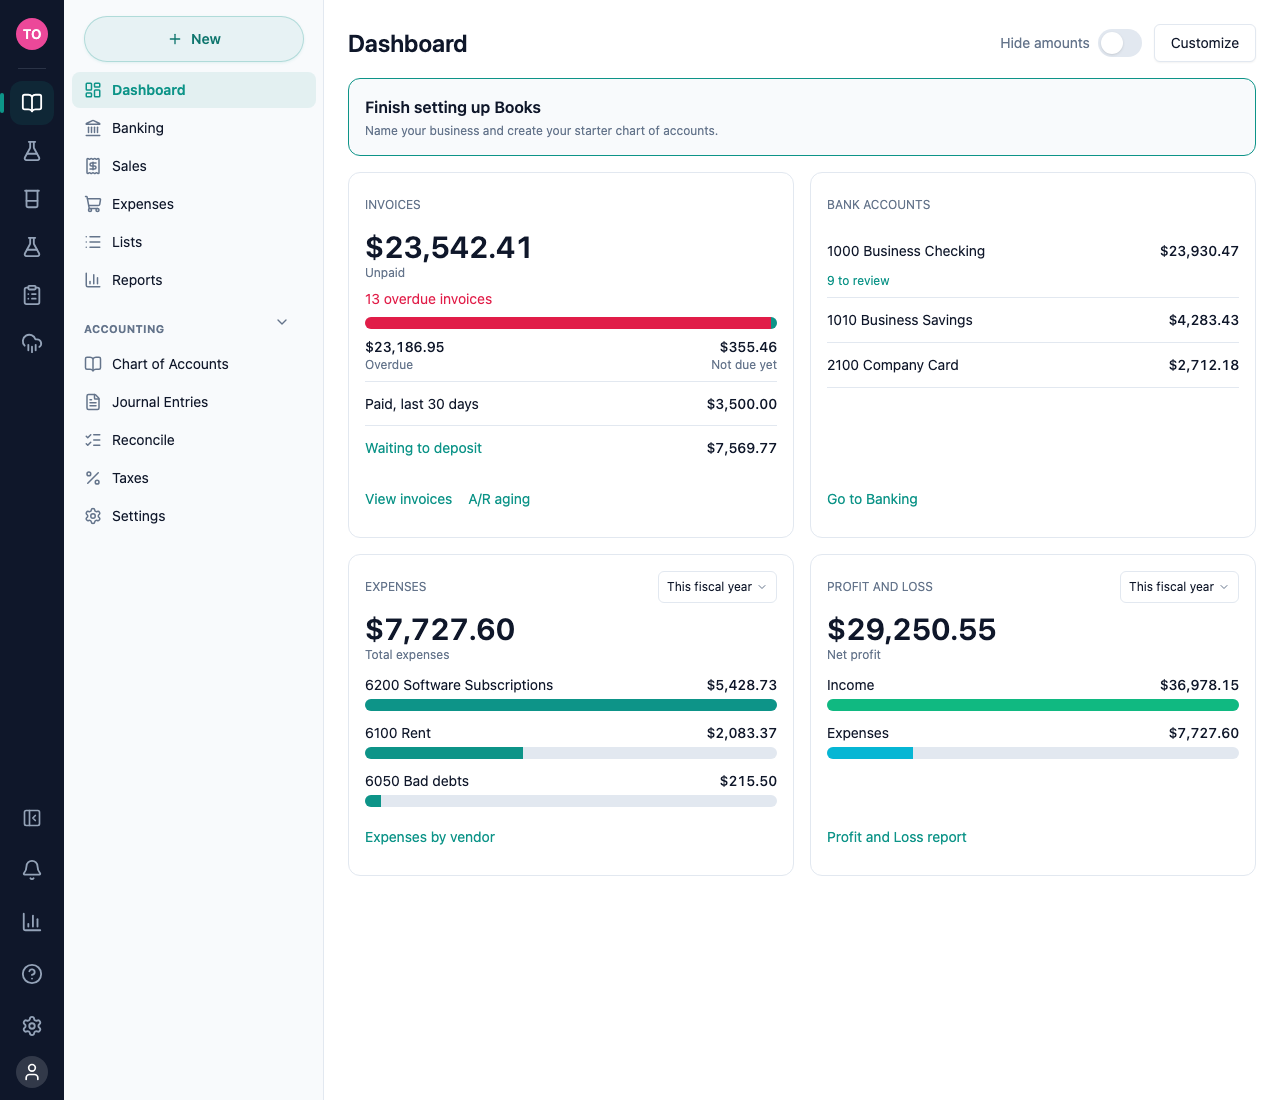 TO
New
Dashboard
Banking
Sales
Expenses
Lists
Reports
ACCOUNTING
Chart of Accounts
Journal Entries
Reconcile
Taxes
Settings
Dashboard
Hide amounts
Customize
Finish setting up Books
Name your business and create your starter chart of accounts.
INVOICES
$23,542.41
Unpaid
13 overdue invoices
$23,186.95 $355.46
Overdue Not due yet
Paid, last 30 days $3,500.00
Waiting to deposit $7,569.77
View invoices A/R aging
BANK ACCOUNTS
1000 Business Checking $23,930.47
9 to review
1010 Business Savings $4,283.43
2100 Company Card $2,712.18
Go to Banking
EXPENSES This fiscal year
$7,727.60
Total expenses
6200 Software Subscriptions $5,428.73
6100 Rent $2,083.37
6050 Bad debts $215.50
Expenses by vendor
PROFIT AND LOSS This fiscal year
$29,250.55
Net profit
Income $36,978.15
Expenses $7,727.60
Profit and Loss report